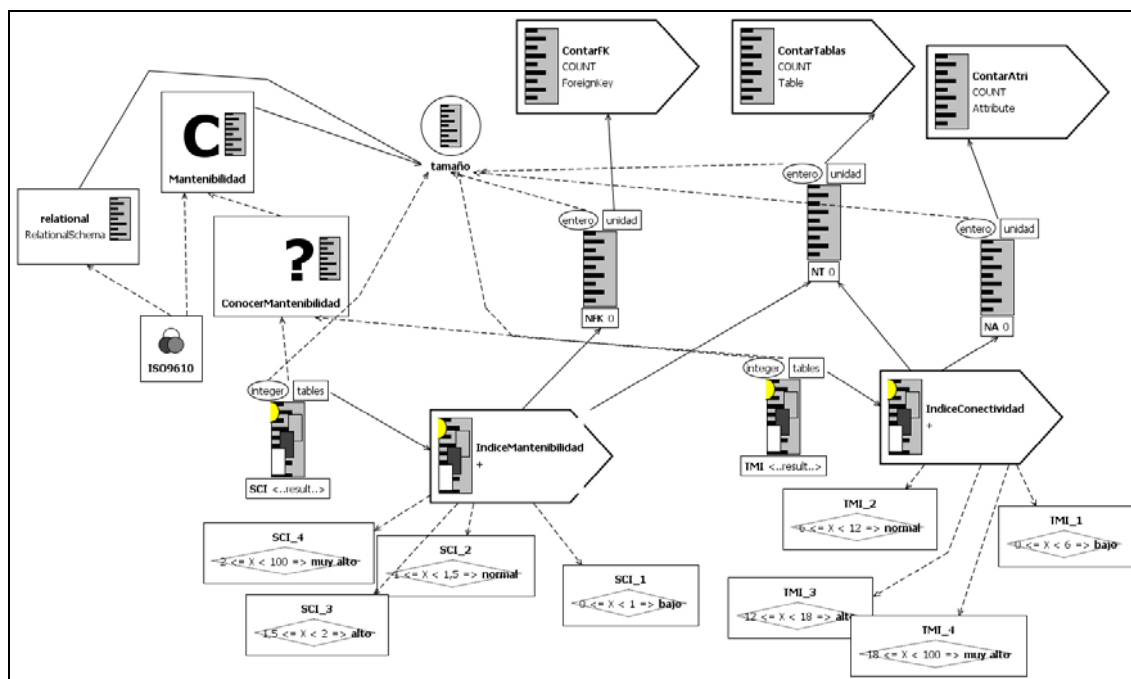 ContarFK
COUNT
ForeignKey
ContarTablas
COUNT
Table
ContarAtri
COUNT
Attribute
C
Mantenibilidad
tamaño
relational
RelationalSchema
?
ConocerMantenibilidad
entero unidad
NFK 0
entero unidad
NT 0
entero unidad
NA 0
ISO9610
integer tables
SCI <..result..>
IndiceMantenibilidad
+
integer tables
TMI <..result..>
IndiceConectividad
+
SCI_4
2 <= X < 100 => muy alto
SCI_2
1 <= X < 1,5 => normal
SCI_3
1,5 <= X < 2 => alto
SCI_1
0 <= X < 1 => bajo
TMI_2
6 <= X < 12 => normal
TMI_1
0 <= X < 6 => bajo
TMI_3
12 <= X < 18 => alto
TMI_4
18 <= X < 100 => muy alto